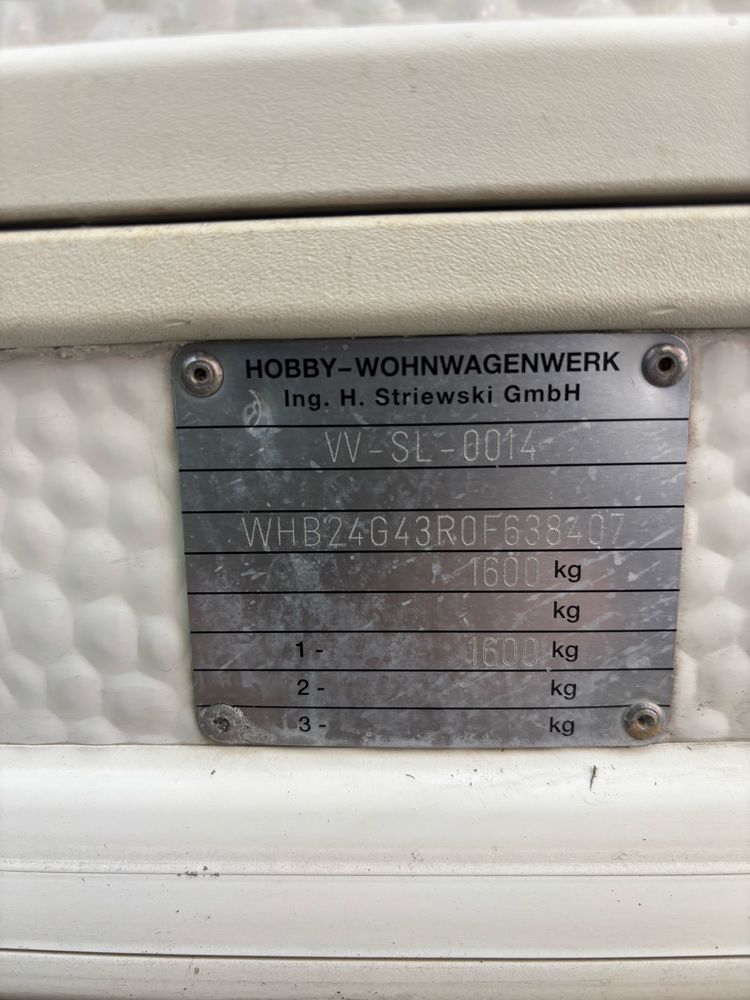 HOBBY-WOHNWAGENWERK
Ing. H. Striewski GmbH
VV-SL-0014
WHB24G43R0F638407
1600 kg
kg
1- 1600 kg
2- kg
3- kg